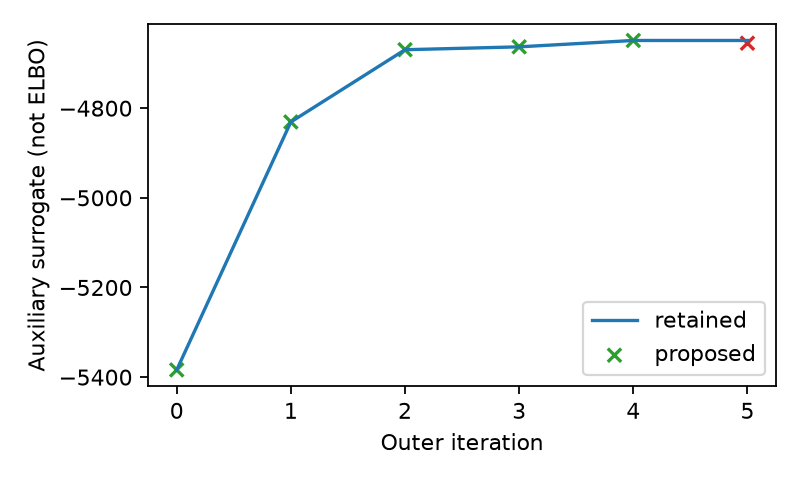 Auxiliary surrogate (not ELBO)
−4800
−5000
−5200
−5400
0 1 2 3 4 5
Outer iteration
retained
proposed